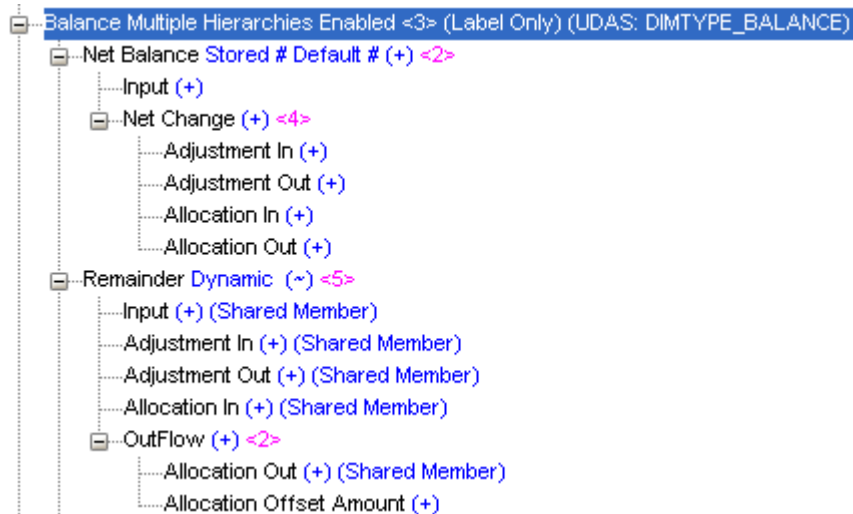 Balance Multiple Hierarchies Enabled <3> (Label Only) (UDAS: DIMTYPE_BALANCE)
Net Balance Stored # Default # (+) <2>
Input (+)
Net Change (+) <4>
Adjustment In (+)
Adjustment Out (+)
Allocation In (+)
Allocation Out (+)
Remainder Dynamic (~) <5>
Input (+) (Shared Member)
Adjustment In (+) (Shared Member)
Adjustment Out (+) (Shared Member)
Allocation In (+) (Shared Member)
OutFlow (+) <2>
Allocation Out (+) (Shared Member)
Allocation Offset Amount (+)